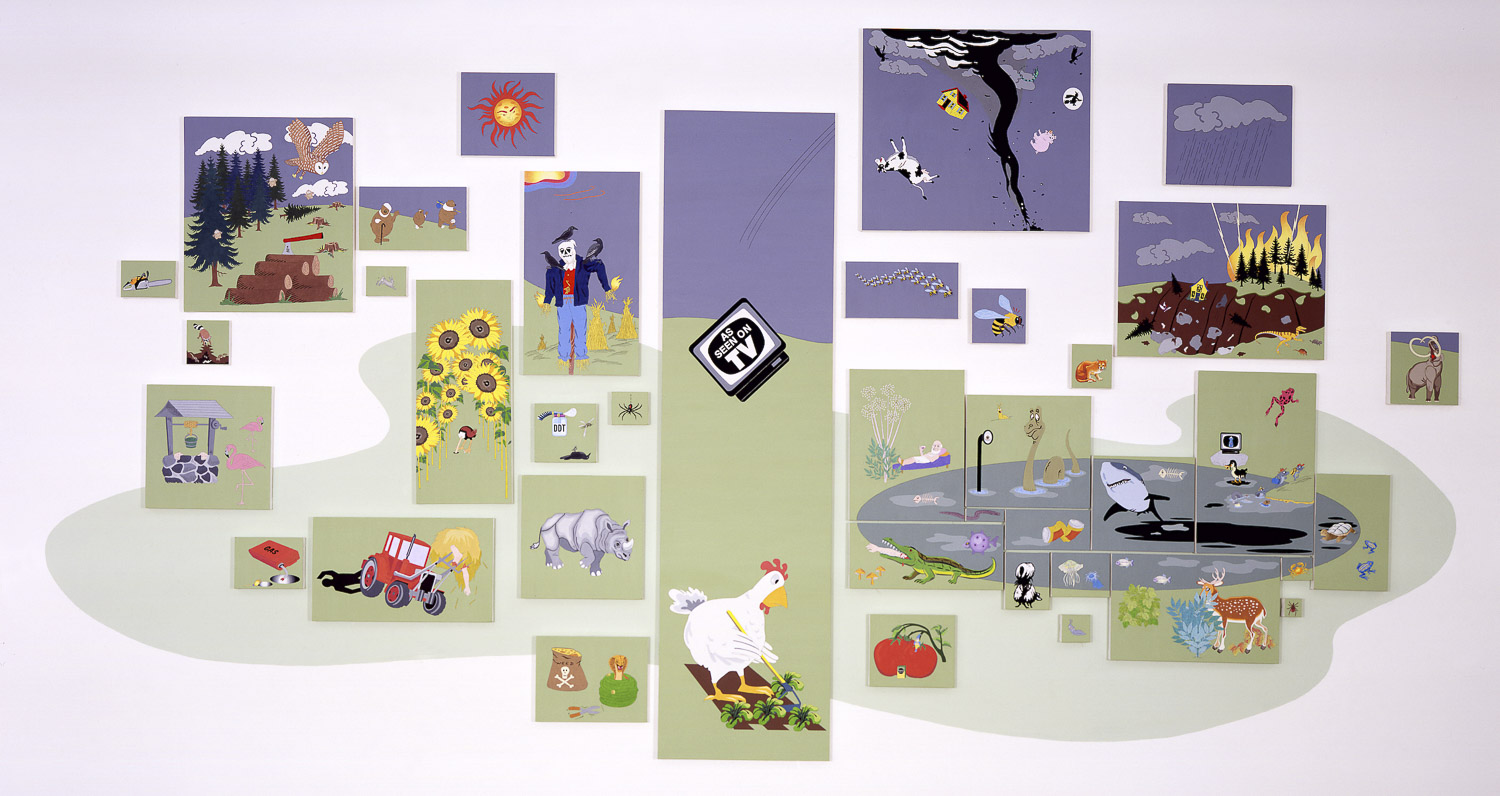 AS
SEEN ON
TV
DDT
GAS